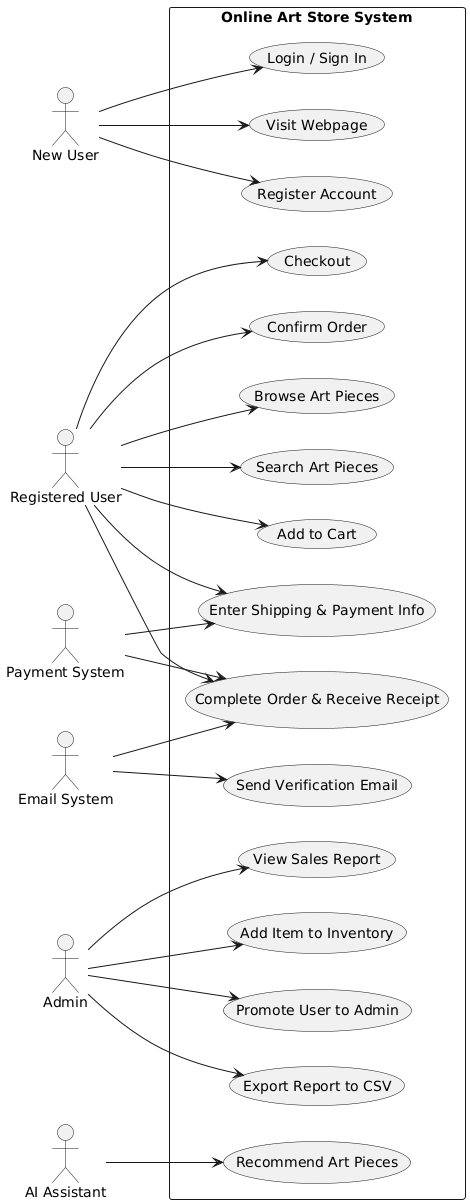 Online Art Store System
Login / Sign In
New User
Visit Webpage
Register Account
Checkout
Confirm Order
Browse Art Pieces
Search Art Pieces
Registered User
Add to Cart
Enter Shipping & Payment Info
Payment System
Complete Order & Receive Receipt
Email System
Send Verification Email
View Sales Report
Add Item to Inventory
Admin
Promote User to Admin
Export Report to CSV
Recommend Art Pieces
AI Assistant